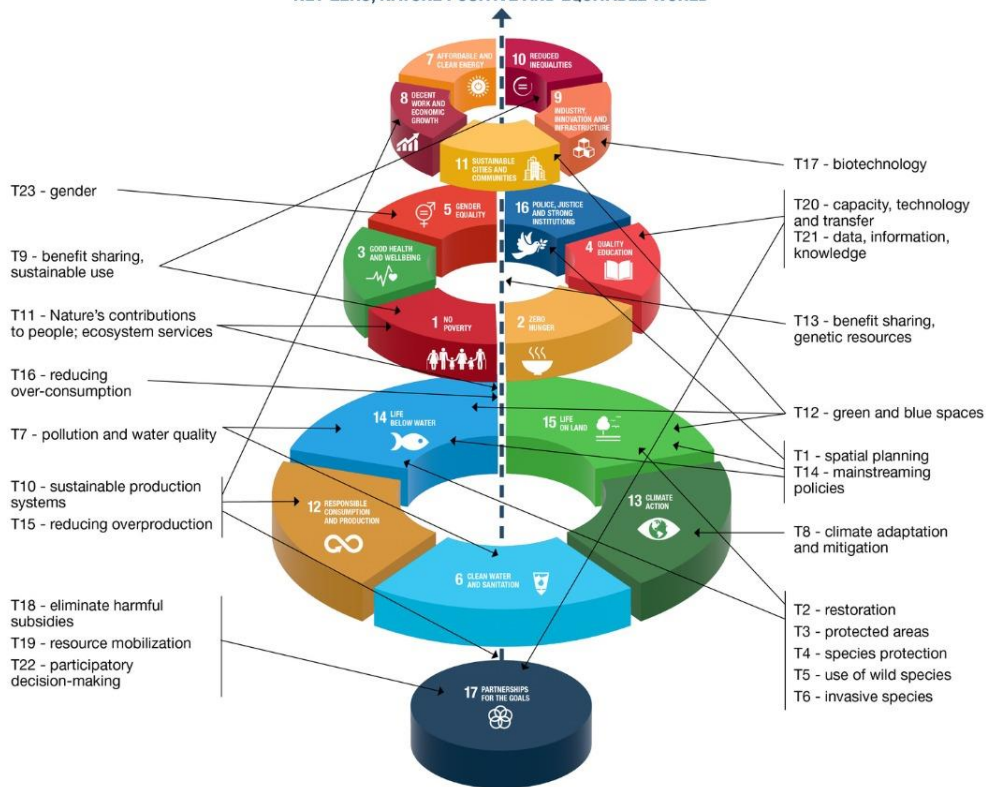 7 AFFORDABLE AND
CLEAN ENERGY
10 REDUCED
INEQUALITIES
8 DECENT
WORK AND
ECONOMIC
GROWTH
9
INDUSTRY,
INNOVATION AND
INFRASTRUCTURE
11 SUSTAINABLE
CITIES AND
COMMUNITIES
T17 - biotechnology
T23 - gender
5 GENDER
EQUALITY
16 POLICE, JUSTICE
AND STRONG
INSTITUTIONS
T20 - capacity, technology
and transfer
T21 - data, information,
knowledge
3 GOOD HEALTH
AND WELLBEING
4 QUALITY
EDUCATION
T9 - benefit sharing,
sustainable use
T11 - Nature's contributions
to people; ecosystem services
1 NO
POVERTY
2 ZERO
HUNGER
T13 - benefit sharing,
genetic resources
T16 - reducing
over-consumption
14 LIFE
BELOW WATER
15 LIFE
ON LAND
T12 - green and blue spaces
T7 - pollution and water quality
T1 - spatial planning
T14 - mainstreaming
policies
T10 - sustainable production
systems
T15 - reducing overproduction
12 RESPONSIBLE
CONSUMPTION
AND PRODUCTION
13 CLIMATE
ACTION
T8 - climate adaptation
and mitigation
6 CLEAN WATER
AND SANITATION
T18 - eliminate harmful
subsidies
T19 - resource mobilization
T22 - participatory
decision-making
T2 - restoration
T3 - protected areas
T4 - species protection
T5 - use of wild species
T6 - invasive species
17 PARTNERSHIPS
FOR THE GOALS